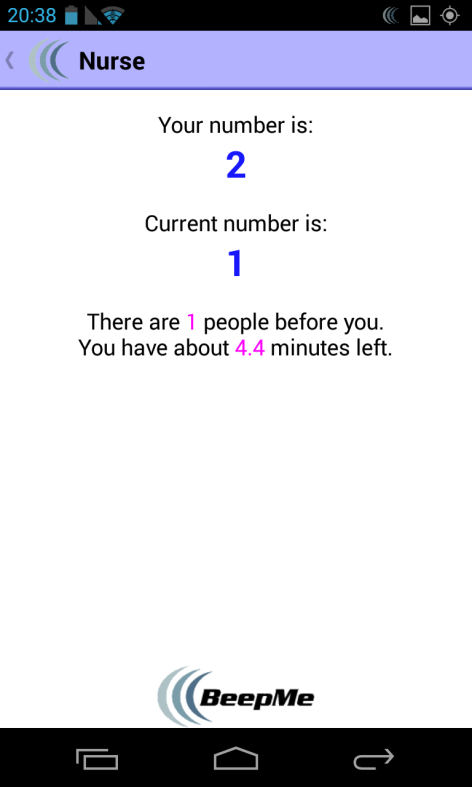 20:38
Nurse
Your number is:
2
Current number is:
1
There are 1 people before you.
You have about 4.4 minutes left.
BeepMe